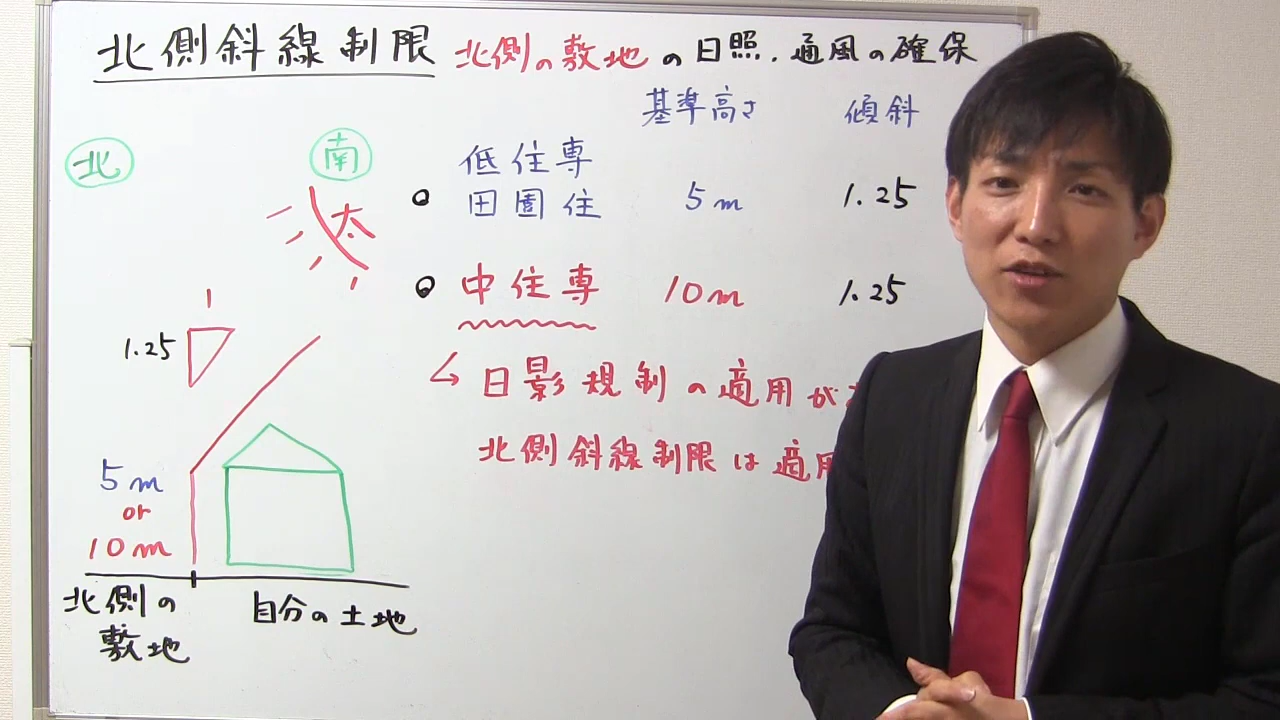 北側斜線制限 北側の敷地の日照.通風の確保
基準高さ 傾斜
北 南
低住専
田園住 5m 1.25
太
中住専 10m 1.25
1
1.25
日影規制の適用が
北側斜線制限は適用
5m
or
10m
北側の
敷地
自分の土地